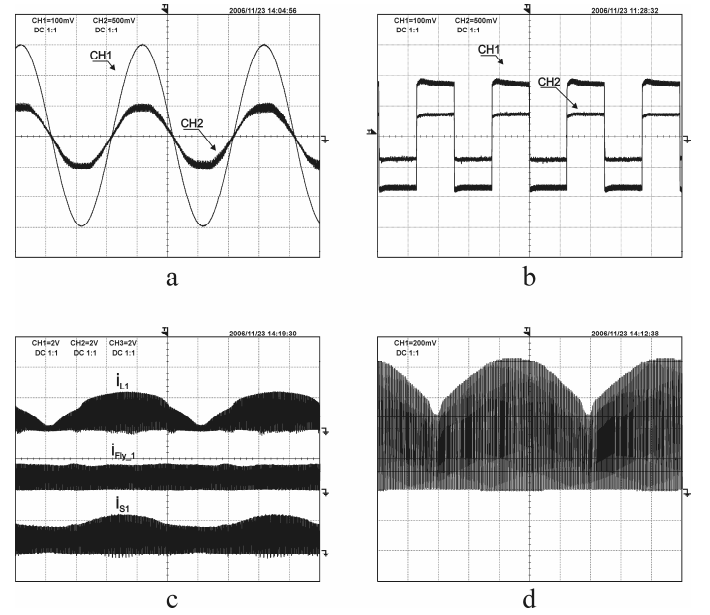 2006/11/23 14:04:56
CH1=100mV CH2=500mV
DC 1:1 DC 1:1
CH1
CH2
a
2006/11/23 11:28:32
CH1=100mV CH2=500mV
DC 1:1 DC 1:1
CH1
CH2
b
2006/11/23 14:19:30
CH1=2V CH2=2V CH3=2V
DC 1:1 DC 1:1 DC 1:1
iL1
iFly_1
iS1
c
2006/11/23 14:12:38
CH1=200mV
DC 1:1
d